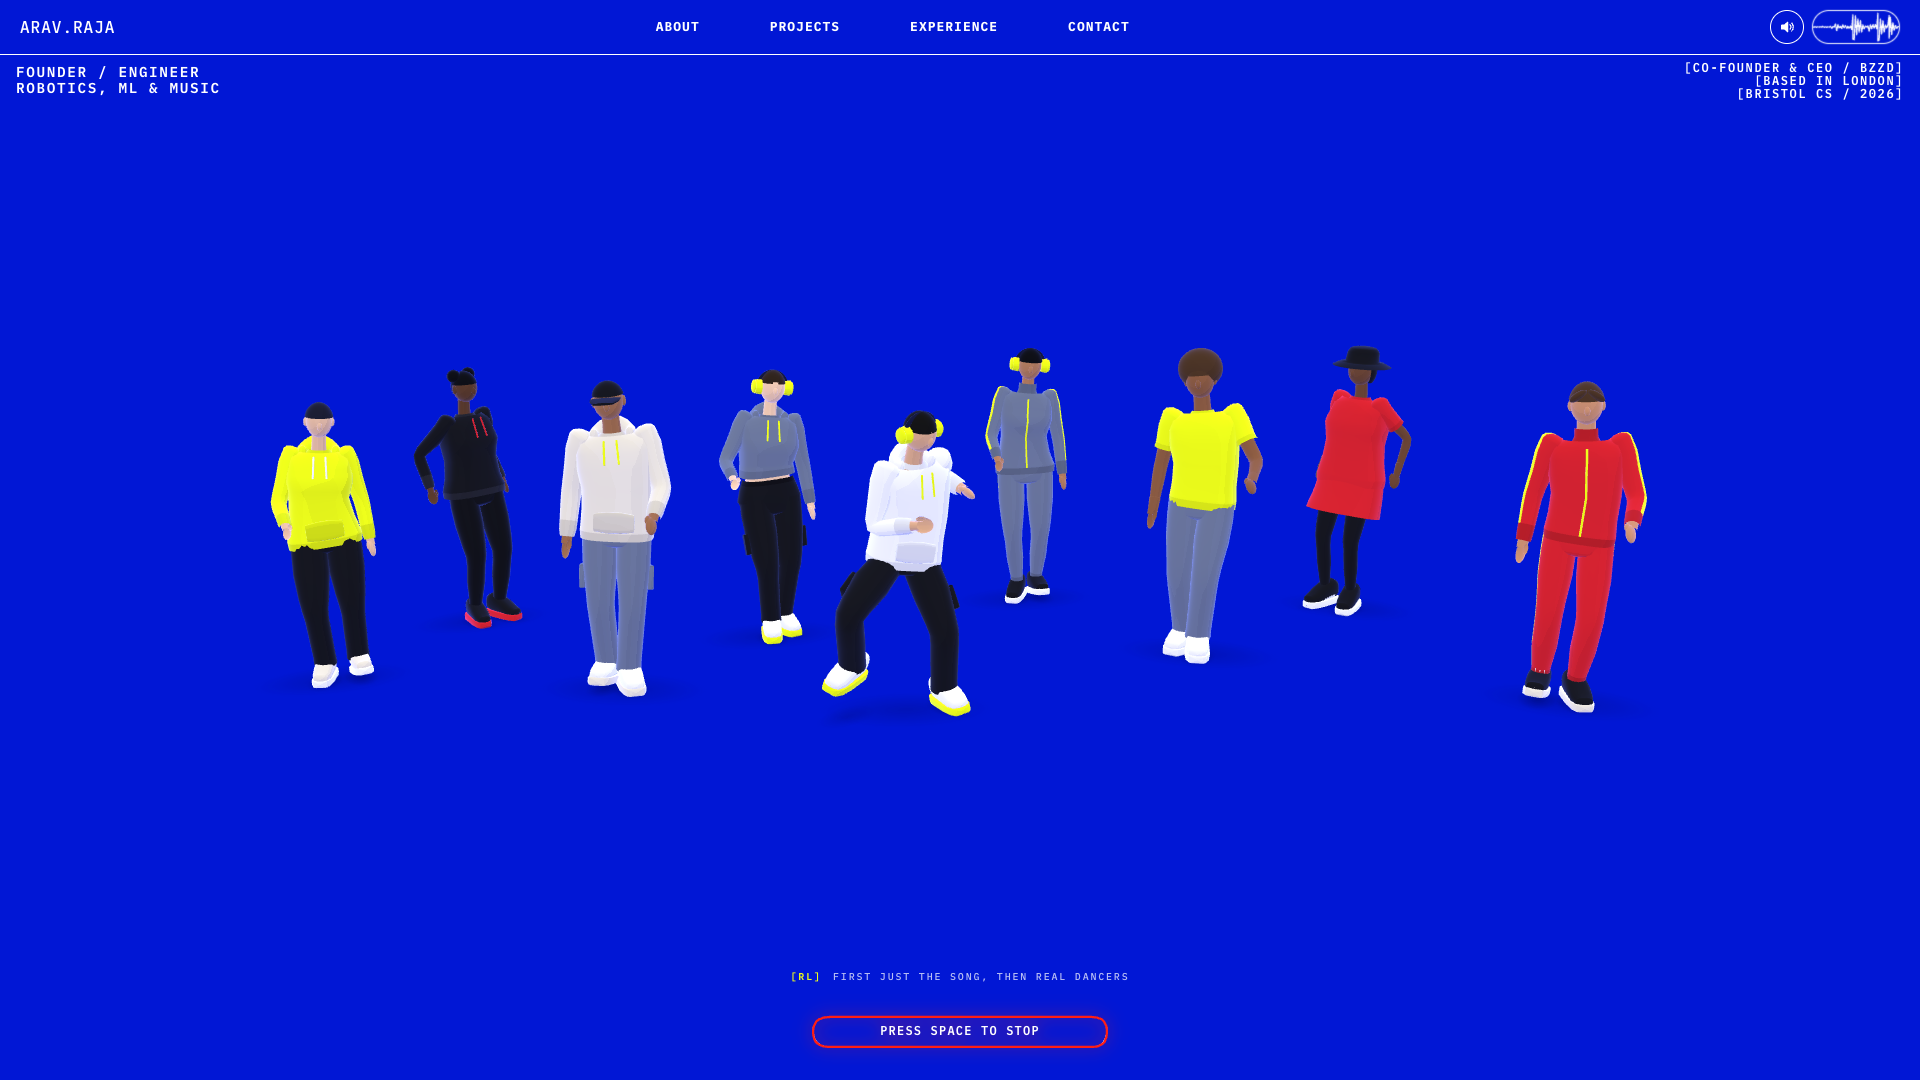 ARAV.RAJA
ABOUT
PROJECTS
EXPERIENCE
CONTACT
FOUNDER / ENGINEER
ROBOTICS, ML & MUSIC
[CO-FOUNDER & CEO / BZZD]
[BASED IN LONDON]
[BRISTOL CS / 2026]
[RL] FIRST JUST THE SONG, THEN REAL DANCERS
PRESS SPACE TO STOP